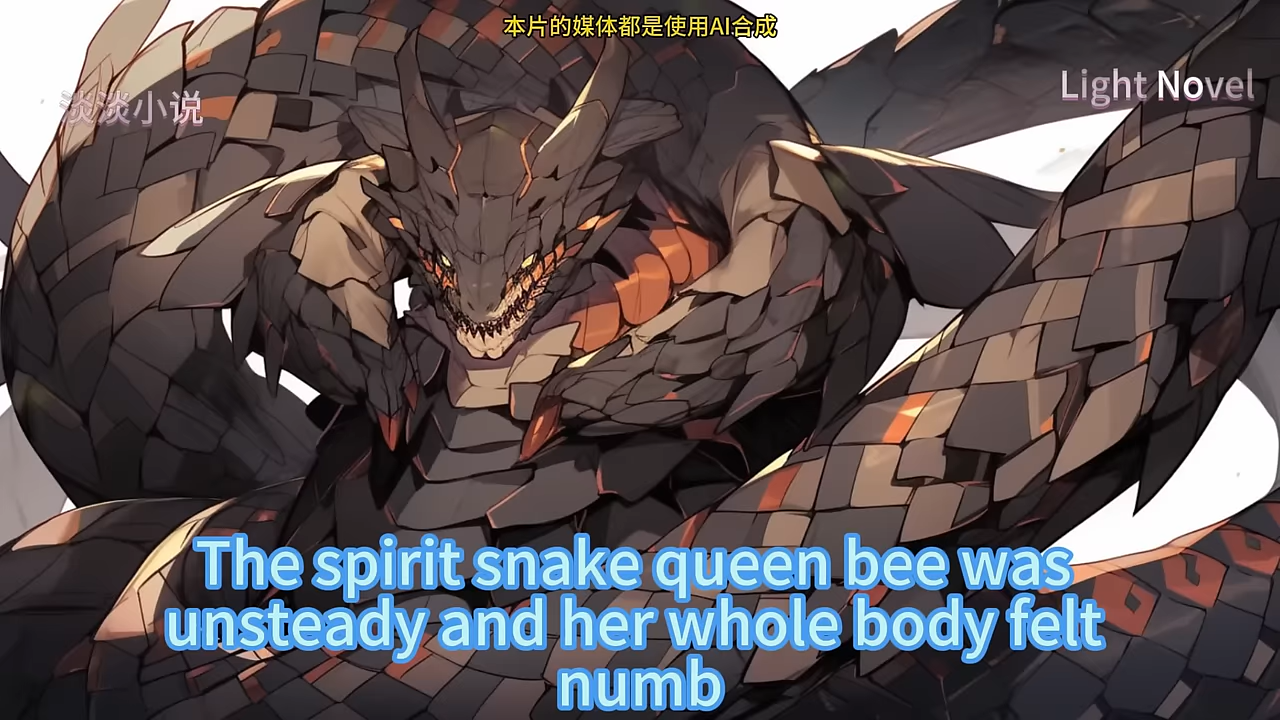 本片的媒体都是使用AI合成
淡淡小说
Light Novel
The spirit snake queen bee was
unsteady and her whole body felt
numb